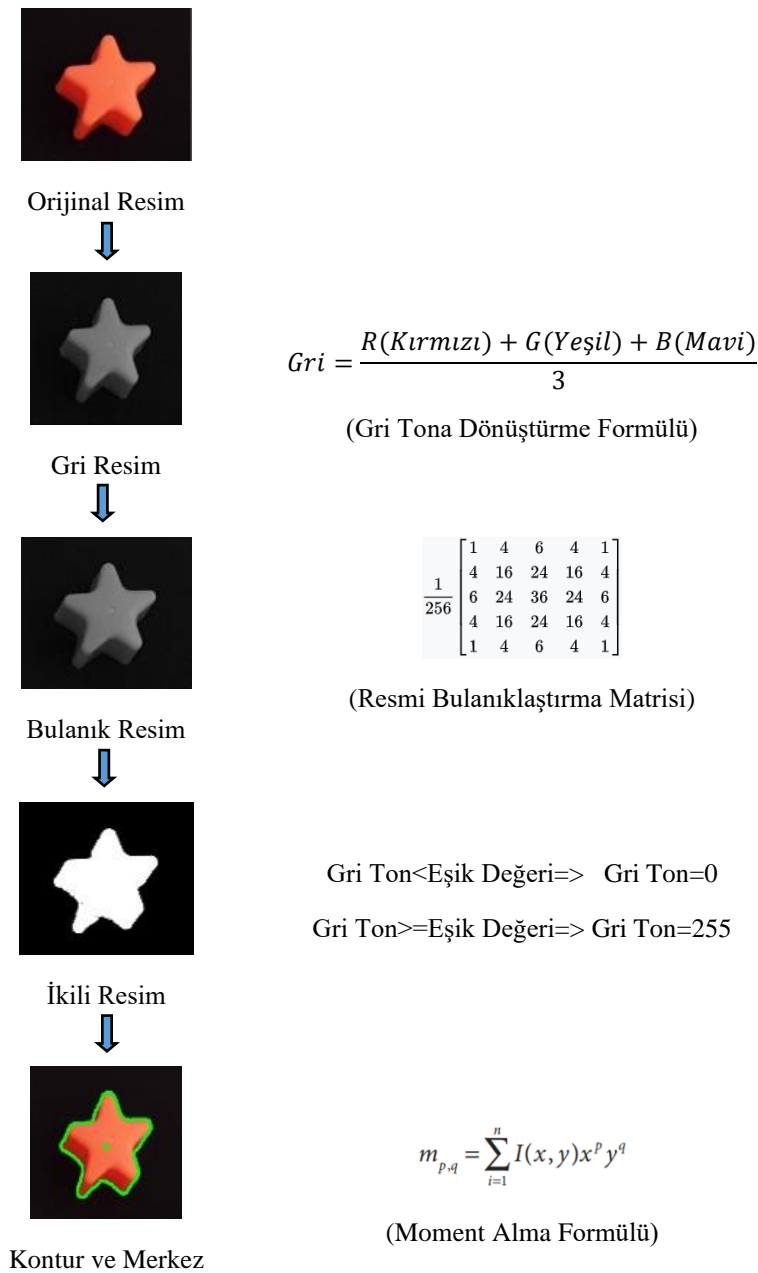 Orijinal Resim
Gri = R(Kırmızı) + G(Yeşil) + B(Mavi) / 3
(Gri Tona Dönüştürme Formülü)
Gri Resim
1/256 [1 4 6 4 1
4 16 24 16 4
6 24 36 24 6
4 16 24 16 4
1 4 6 4 1]
(Resmi Bulanıklaştırma Matrisi)
Bulanık Resim
Gri Ton<Eşik Değeri=> Gri Ton=0
Gri Ton>=Eşik Değeri=> Gri Ton=255
İkili Resim
m_{p,q} = \sum_{i=1}^{n} I(x, y)x^p y^q
(Moment Alma Formülü)
Kontur ve Merkez